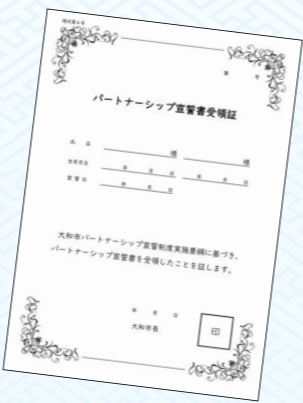 様式第4号
第 号
パートナーシップ宣誓書受領証
氏 名 様 様
生年月日 年 月 日 年 月 日
宣 誓 日 年 月 日
大和市パートナーシップ宣誓制度実施要綱に基づき、
パートナーシップ宣誓書を受領したことを証します。
年 月 日
大和市長 印